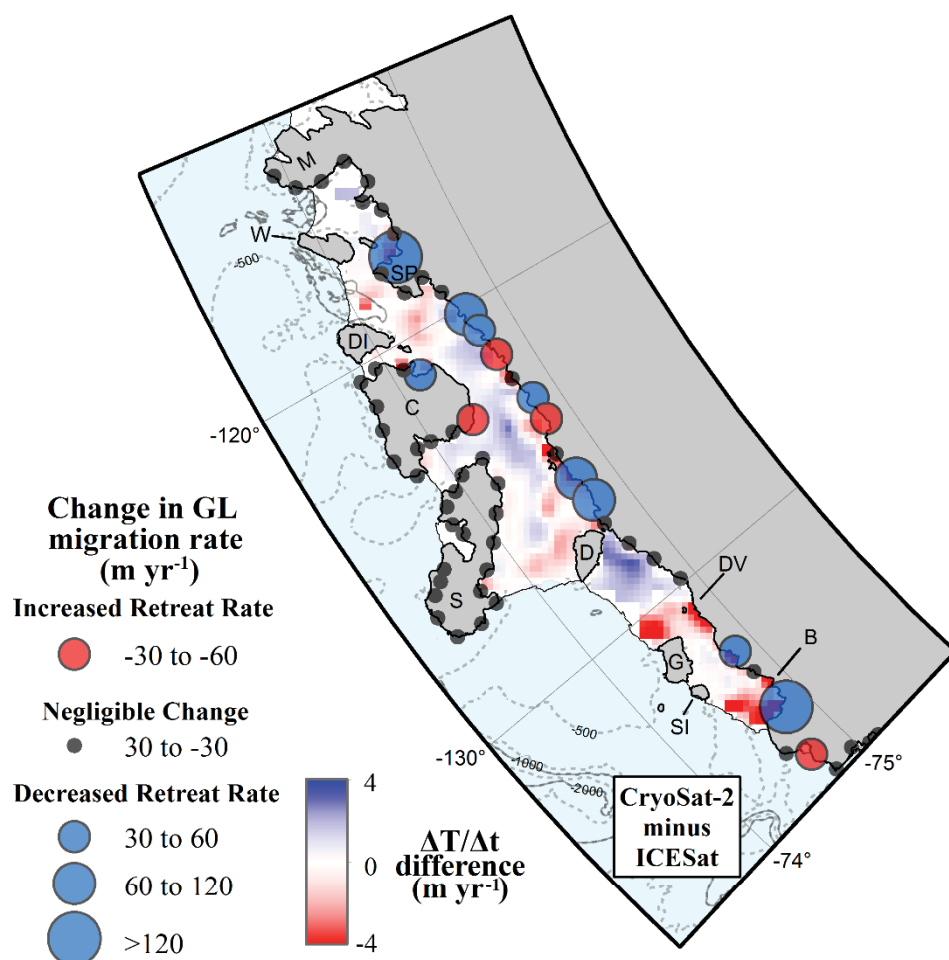 M
W
-500
SP
DI
C
-120°
Change in GL
migration rate
(m yr⁻¹)
Increased Retreat Rate
-30 to -60
Negligible Change
30 to -30
Decreased Retreat Rate
30 to 60
60 to 120
>120
S
D
DV
G
B
SI
-500
-1000
-2000
-130°
-75°
-74°
4
0
-4
ΔT/Δt
difference
(m yr⁻¹)
CryoSat-2
minus
ICESat